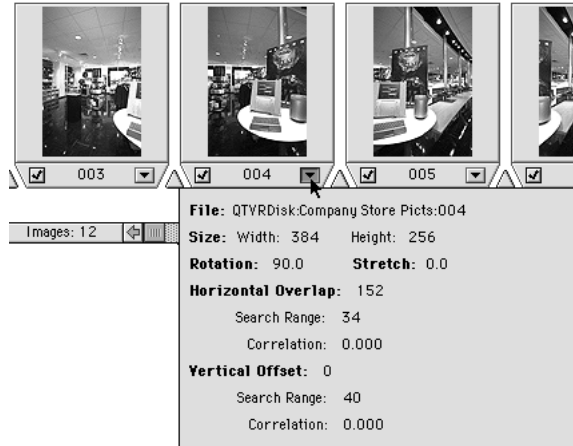 003
004
005
File: QTVRDisk:Company Store Picts:004
Images: 12
Size: Width: 384 Height: 256
Rotation: 90.0 Stretch: 0.0
Horizontal Overlap: 152
Search Range: 34
Correlation: 0.000
Vertical Offset: 0
Search Range: 40
Correlation: 0.000